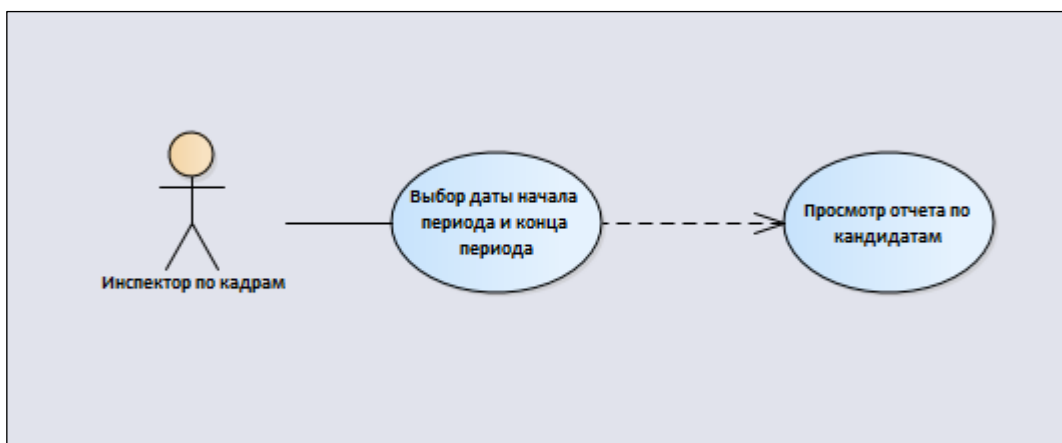 Инспектор по кадрам
Выбор даты начала
периода и конца
периода
Просмотр отчета по
кандидатам